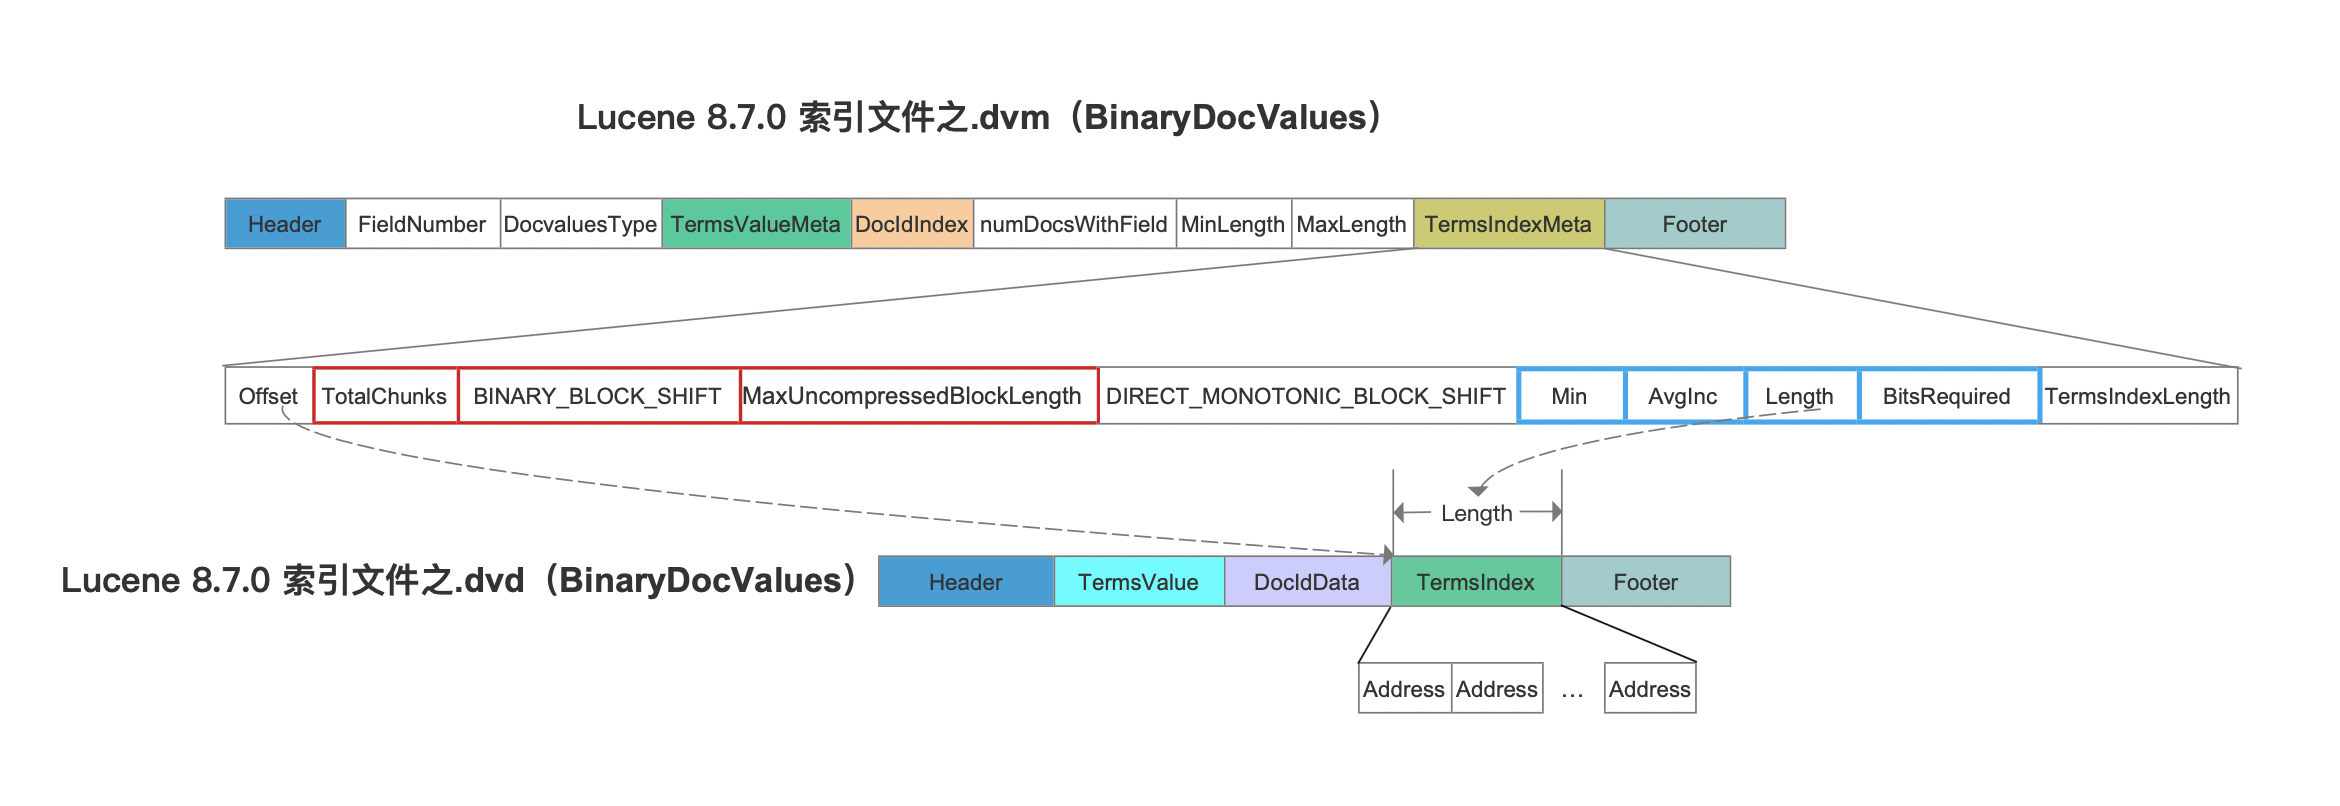 Lucene 8.7.0 索引文件之.dvm（BinaryDocValues）
Header FieldNumber DocvaluesType TermsValueMeta DocIdIndex numDocsWithField MinLength MaxLength TermsIndexMeta Footer
Offset TotalChunks BINARY_BLOCK_SHIFT MaxUncompressedBlockLength DIRECT_MONOTONIC_BLOCK_SHIFT Min AvgInc Length BitsRequired TermsIndexLength
Length
Lucene 8.7.0 索引文件之.dvd（BinaryDocValues） Header TermsValue DocIdData TermsIndex Footer
Address Address ... Address